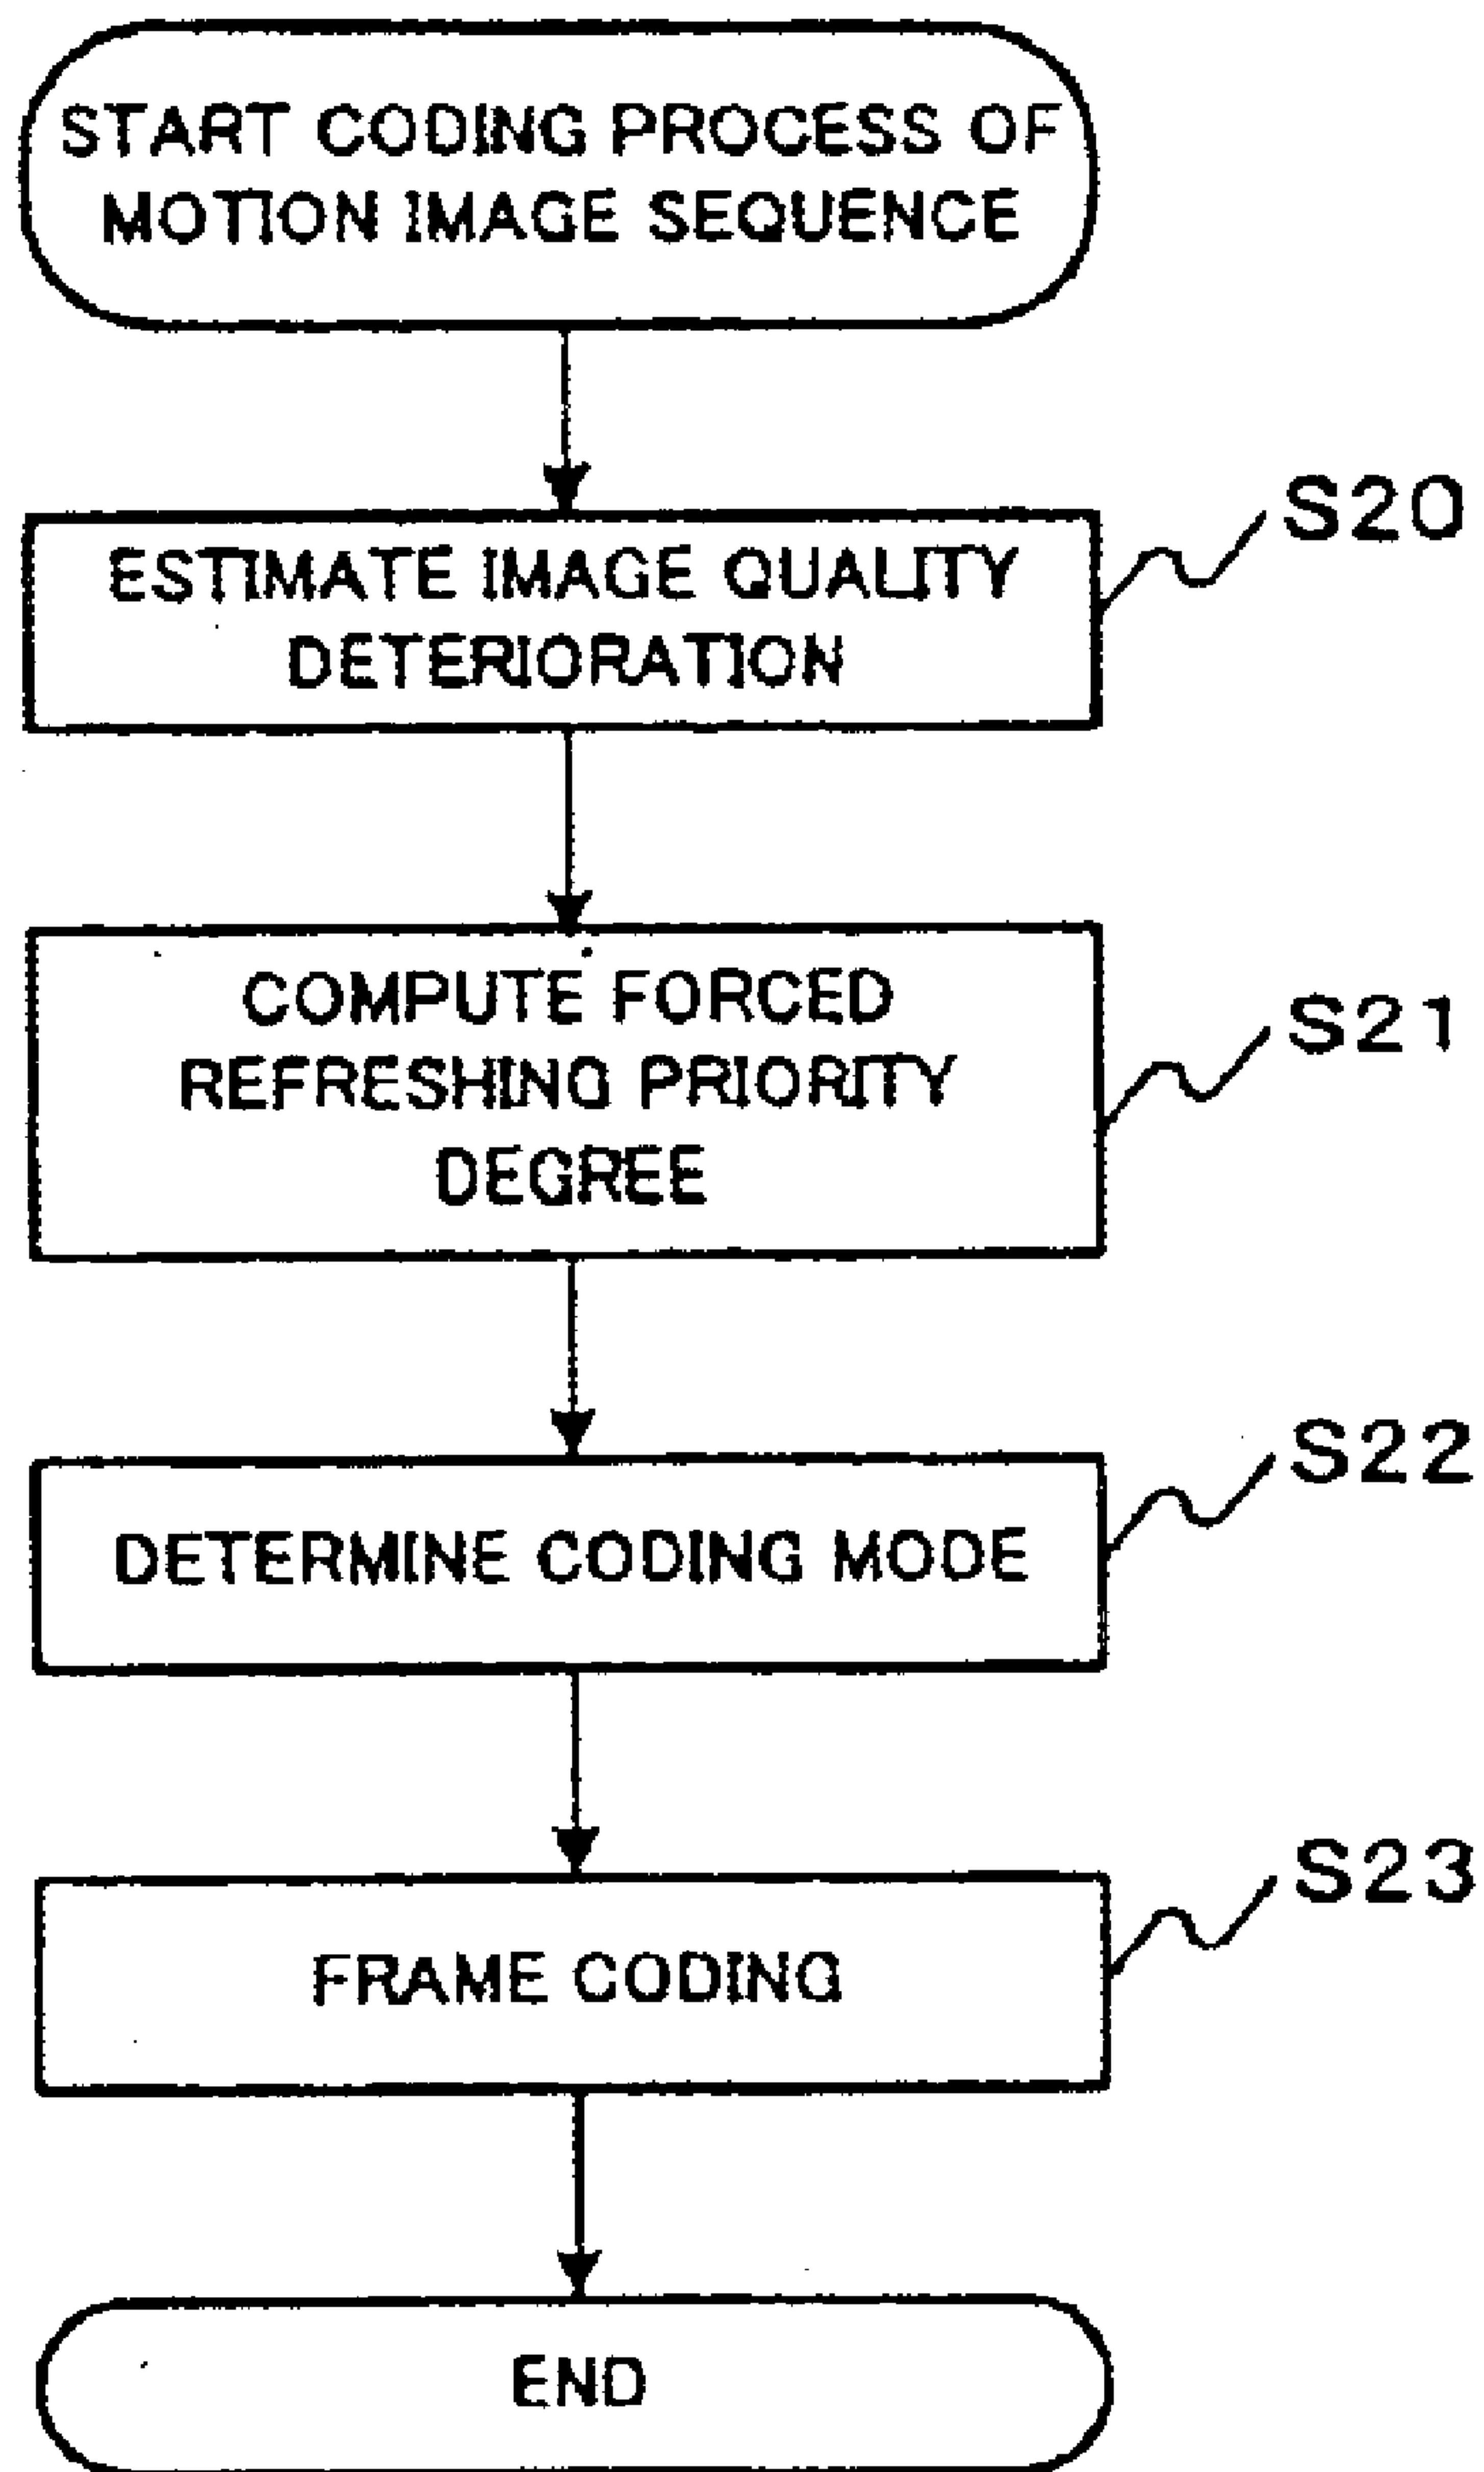 START CODING PROCESS OF
MOTION IMAGE SEQUENCE
S20
ESTIMATE IMAGE QUALITY
DETERIORATION
S21
COMPUTE FORCED
REFRESHING PRIORITY
DEGREE
S22
DETERMINE CODING MODE
S23
FRAME CODING
END